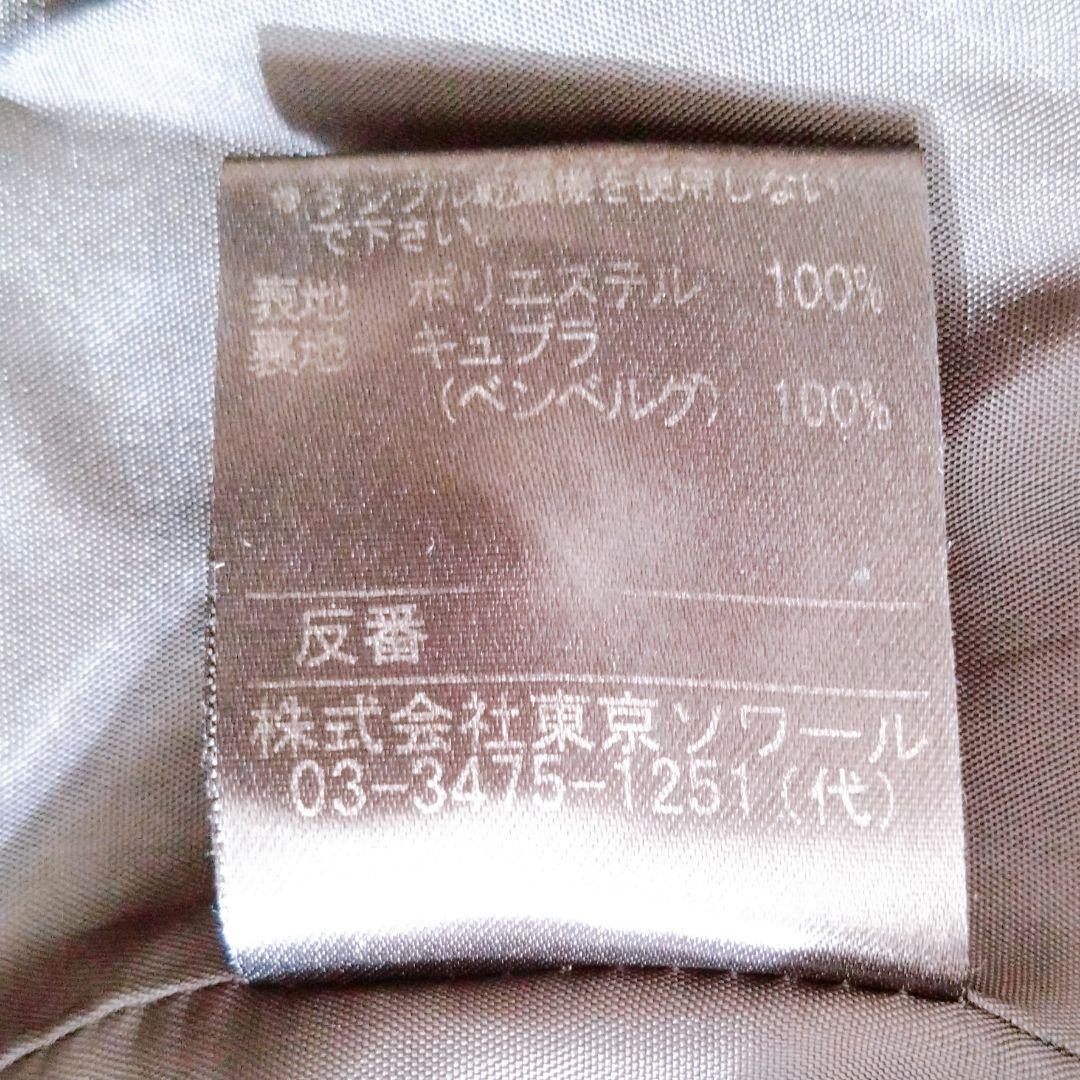 ●タンブル乾燥機を使用しない
で下さい。
表地 ポリエステル 100%
裏地 キュプラ
(ベンベルグ) 100%
反番
株式会社東京ソワール
03-3475-1251(代)